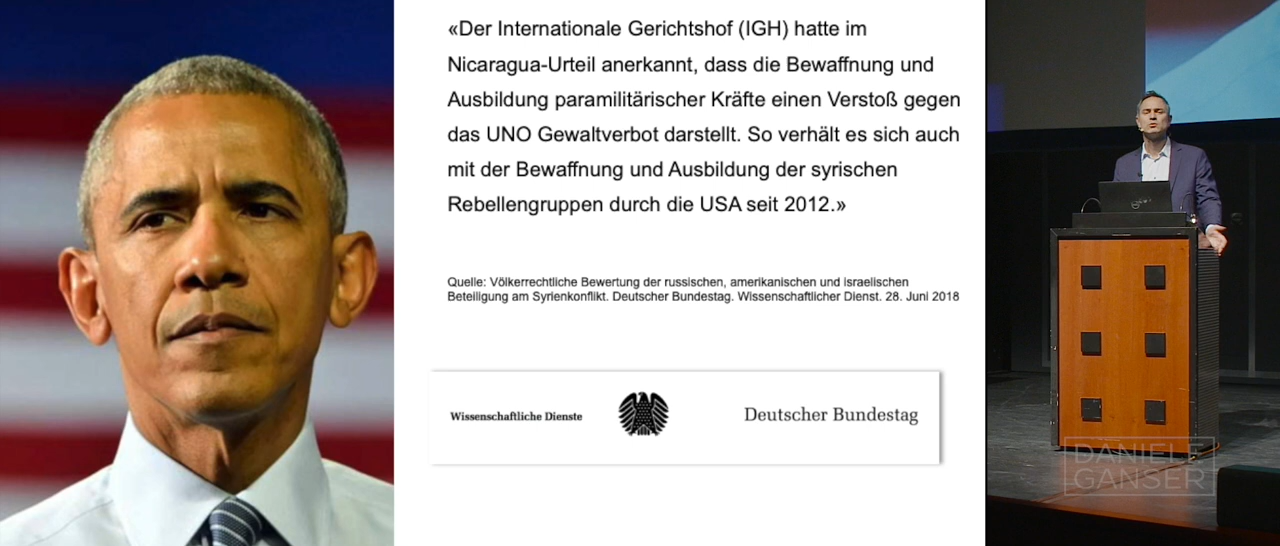 «Der Internationale Gerichtshof (IGH) hatte im
Nicaragua-Urteil anerkannt, dass die Bewaffnung und
Ausbildung paramilitärischer Kräfte einen Verstoß gegen
das UNO Gewaltverbot darstellt. So verhält es sich auch
mit der Bewaffnung und Ausbildung der syrischen
Rebellengruppen durch die USA seit 2012.»
Quelle: Völkerrechtliche Bewertung der russischen, amerikanischen und israelischen
Beteiligung am Syrienkonflikt. Deutscher Bundestag. Wissenschaftlicher Dienst. 28. Juni 2018
Wissenschaftliche Dienste
Deutscher Bundestag
DANIELE
GANSER